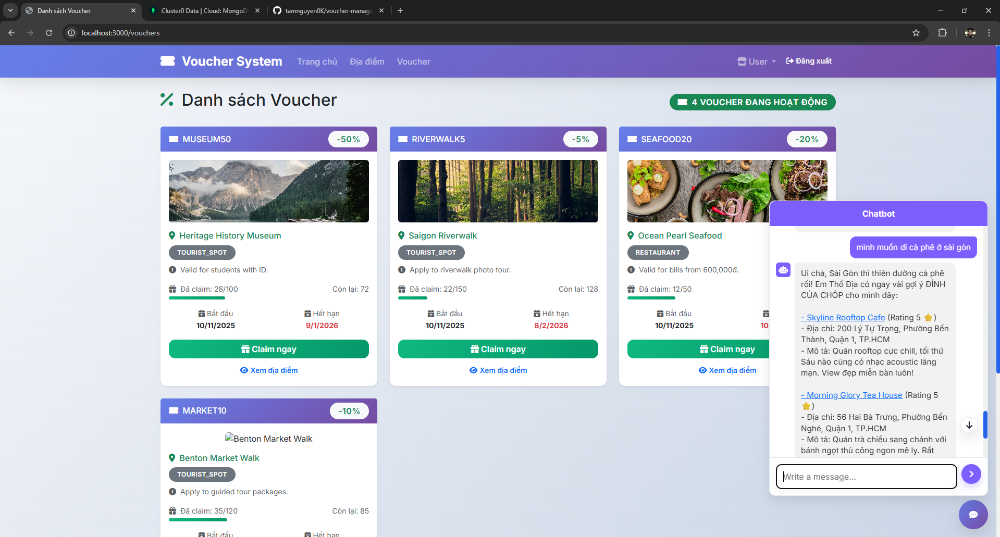 Danh sách Voucher
Cluster0 Data | Cloud: MongoD
tamnguyen0K/voucher-manage
localhost:3000/vouchers
Voucher System
Trang chủ
Địa điểm
Voucher
User
Đăng xuất
Danh sách Voucher
4 VOUCHER ĐANG HOẠT ĐỘNG
MUSEUM50
-50%
Heritage History Museum
TOURIST_SPOT
Valid for students with ID.
Đã claim: 28/100
Còn lại: 72
Bắt đầu
10/11/2025
Hết hạn
9/1/2026
Claim ngay
Xem địa điểm
RIVERWALK5
-5%
Saigon Riverwalk
TOURIST_SPOT
Apply to riverwalk photo tour.
Đã claim: 22/150
Còn lại: 128
Bắt đầu
10/11/2025
Hết hạn
8/2/2026
Claim ngay
Xem địa điểm
SEAFOOD20
-20%
Ocean Pearl Seafood
RESTAURANT
Valid for bills from 600,000đ.
Đã claim: 12/50
Bắt đầu
10/11/2025
10/
Claim ngay
Xem địa điểm
MARKET10
-10%
Benton Market Walk
Benton Market Walk
TOURIST_SPOT
Apply to guided tour packages.
Đã claim: 35/120
Còn lại: 85
Bắt đầu
Hết hạn
Chatbot
mình muốn đi cà phê ở sài gòn
Ui chà, Sài Gòn thì thiên đường cà phê
rồi! Em Thổ Địa có ngay vài gợi ý ĐỈNH
CỦA CHÓP cho mình đây:
- Skyline Rooftop Cafe (Rating 5 ⭐)
- Địa chỉ: 200 Lý Tự Trọng, Phường Bến
Thành, Quận 1, TP.HCM
- Mô tả: Quán rooftop cực chill, tối thứ
Sáu nào cũng có nhạc acoustic lãng
mạn. View đẹp miễn bàn luôn!
- Morning Glory Tea House (Rating 5
⭐)
- Địa chỉ: 56 Hai Bà Trưng, Phường Bến
Nghé, Quận 1, TP.HCM
- Mô tả: Quán trà chiều sang chảnh với
bánh ngọt thủ công ngon mê ly. Rất
Write a message...